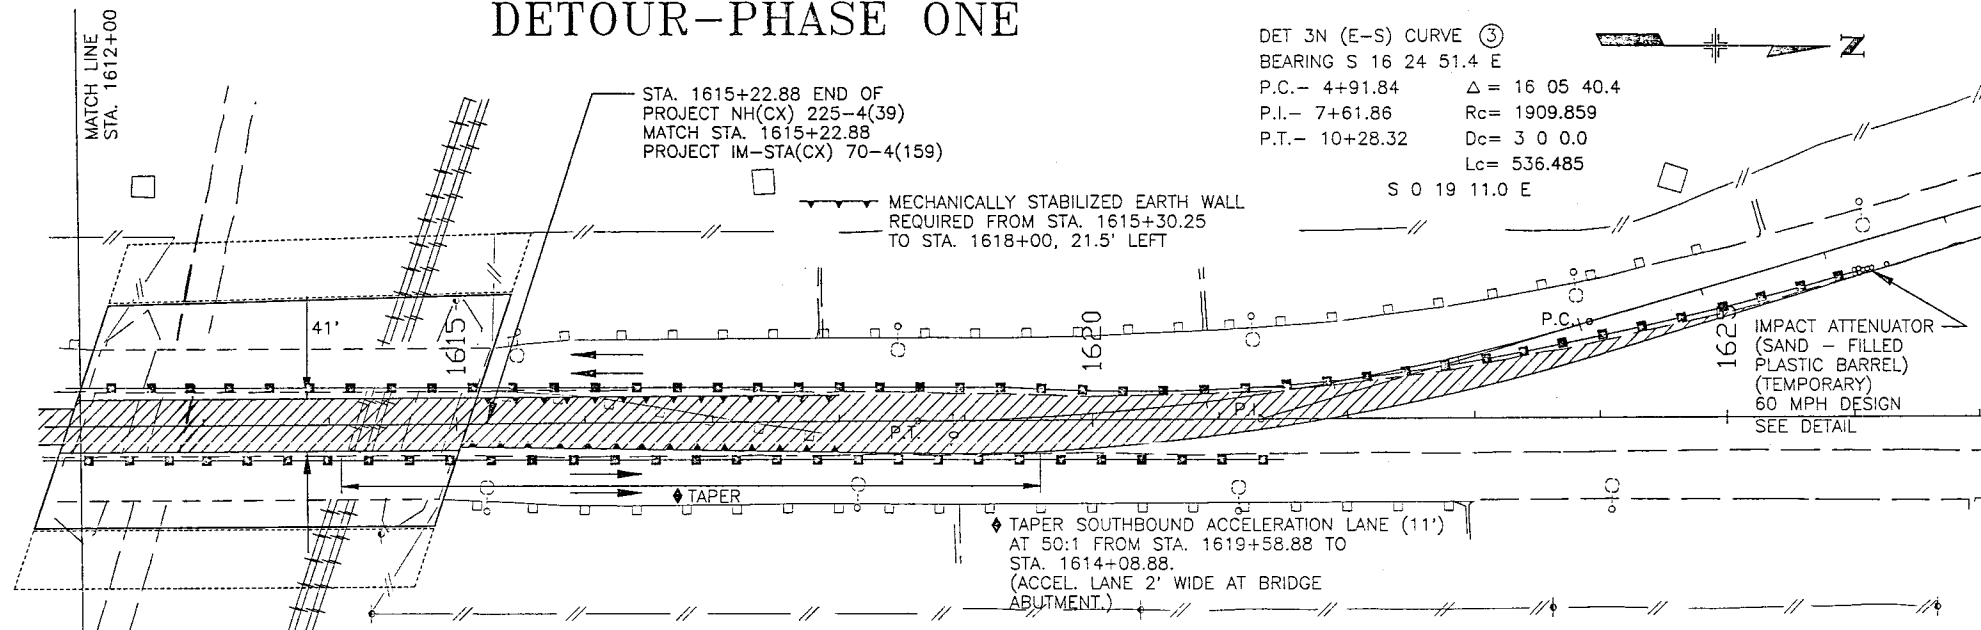 DETOUR-PHASE ONE
MATCH LINE
STA. 1612+00
STA. 1615+22.88 END OF
PROJECT NH(CX) 225-4(39)
MATCH STA. 1615+22.88
PROJECT IM-STA(CX) 70-4(159)
DET 3N (E-S) CURVE ③
BEARING S 16 24 51.4 E
P.C.- 4+91.84
Δ = 16 05 40.4
P.I.- 7+61.86
Rc= 1909.859
P.T.- 10+28.32
Dc= 3 0 0.0
Lc= 536.485
S 0 19 11.0 E
N
MECHANICALLY STABILIZED EARTH WALL
REQUIRED FROM STA. 1615+30.25
TO STA. 1618+00, 21.5' LEFT
41'
1615
1620
P.C.
P.I.
P.T.
IMPACT ATTENUATOR
(SAND - FILLED
PLASTIC BARREL)
(TEMPORARY)
60 MPH DESIGN
SEE DETAIL
♦ TAPER
♦ TAPER SOUTHBOUND ACCELERATION LANE (11')
AT 50:1 FROM STA. 1619+58.88 TO
STA. 1614+08.88.
(ACCEL. LANE 2' WIDE AT BRIDGE
ABUTMENT.)